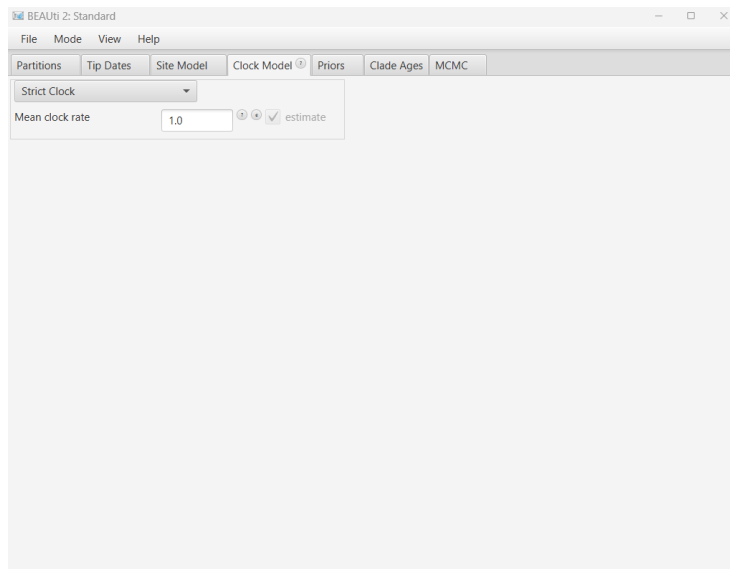 BEAUti 2: Standard
File Mode View Help
Partitions Tip Dates Site Model Clock Model ? Priors Clade Ages MCMC
Strict Clock
Mean clock rate 1.0 estimate